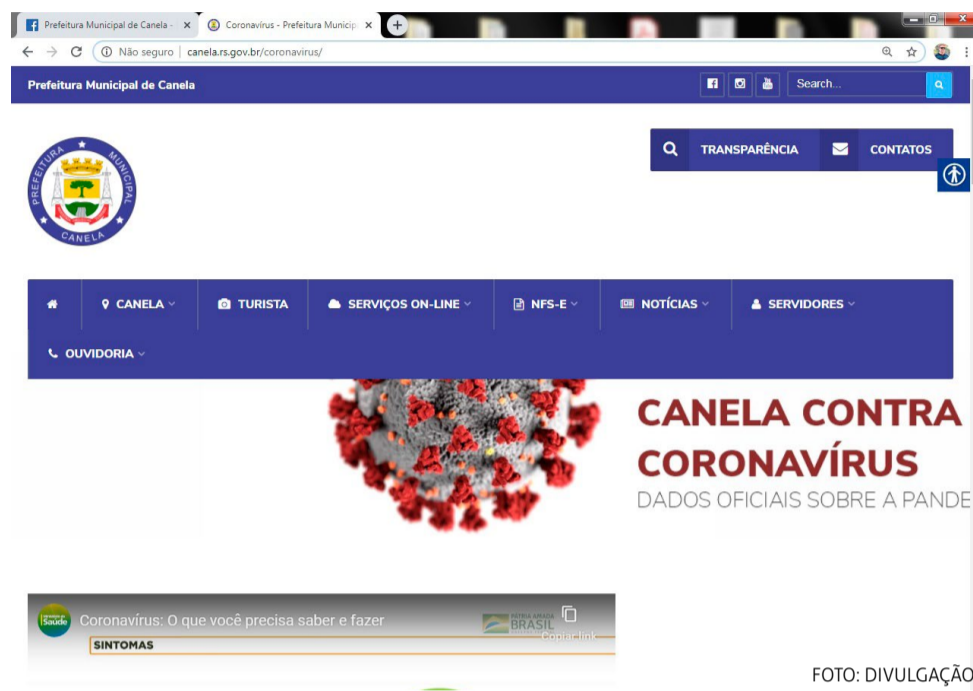 Prefeitura Municipal de Canela -
Coronavírus - Prefeitura Municip
Não seguro | canela.rs.gov.br/coronavirus/
Prefeitura Municipal de Canela
Search...
PREFEITURA MUNICIPAL
CANELA
TRANSPARÊNCIA
CONTATOS
CANELA
TURISTA
SERVIÇOS ON-LINE
NFS-E
NOTÍCIAS
SERVIDORES
OUVIDORIA
CANELA CONTRA
CORONAVÍRUS
DADOS OFICIAIS SOBRE A PANDE
Saúde
Coronavírus: O que você precisa saber e fazer
PÁTRIA AMADA
BRASIL
Copiar link
SINTOMAS
FOTO: DIVULGAÇÃO